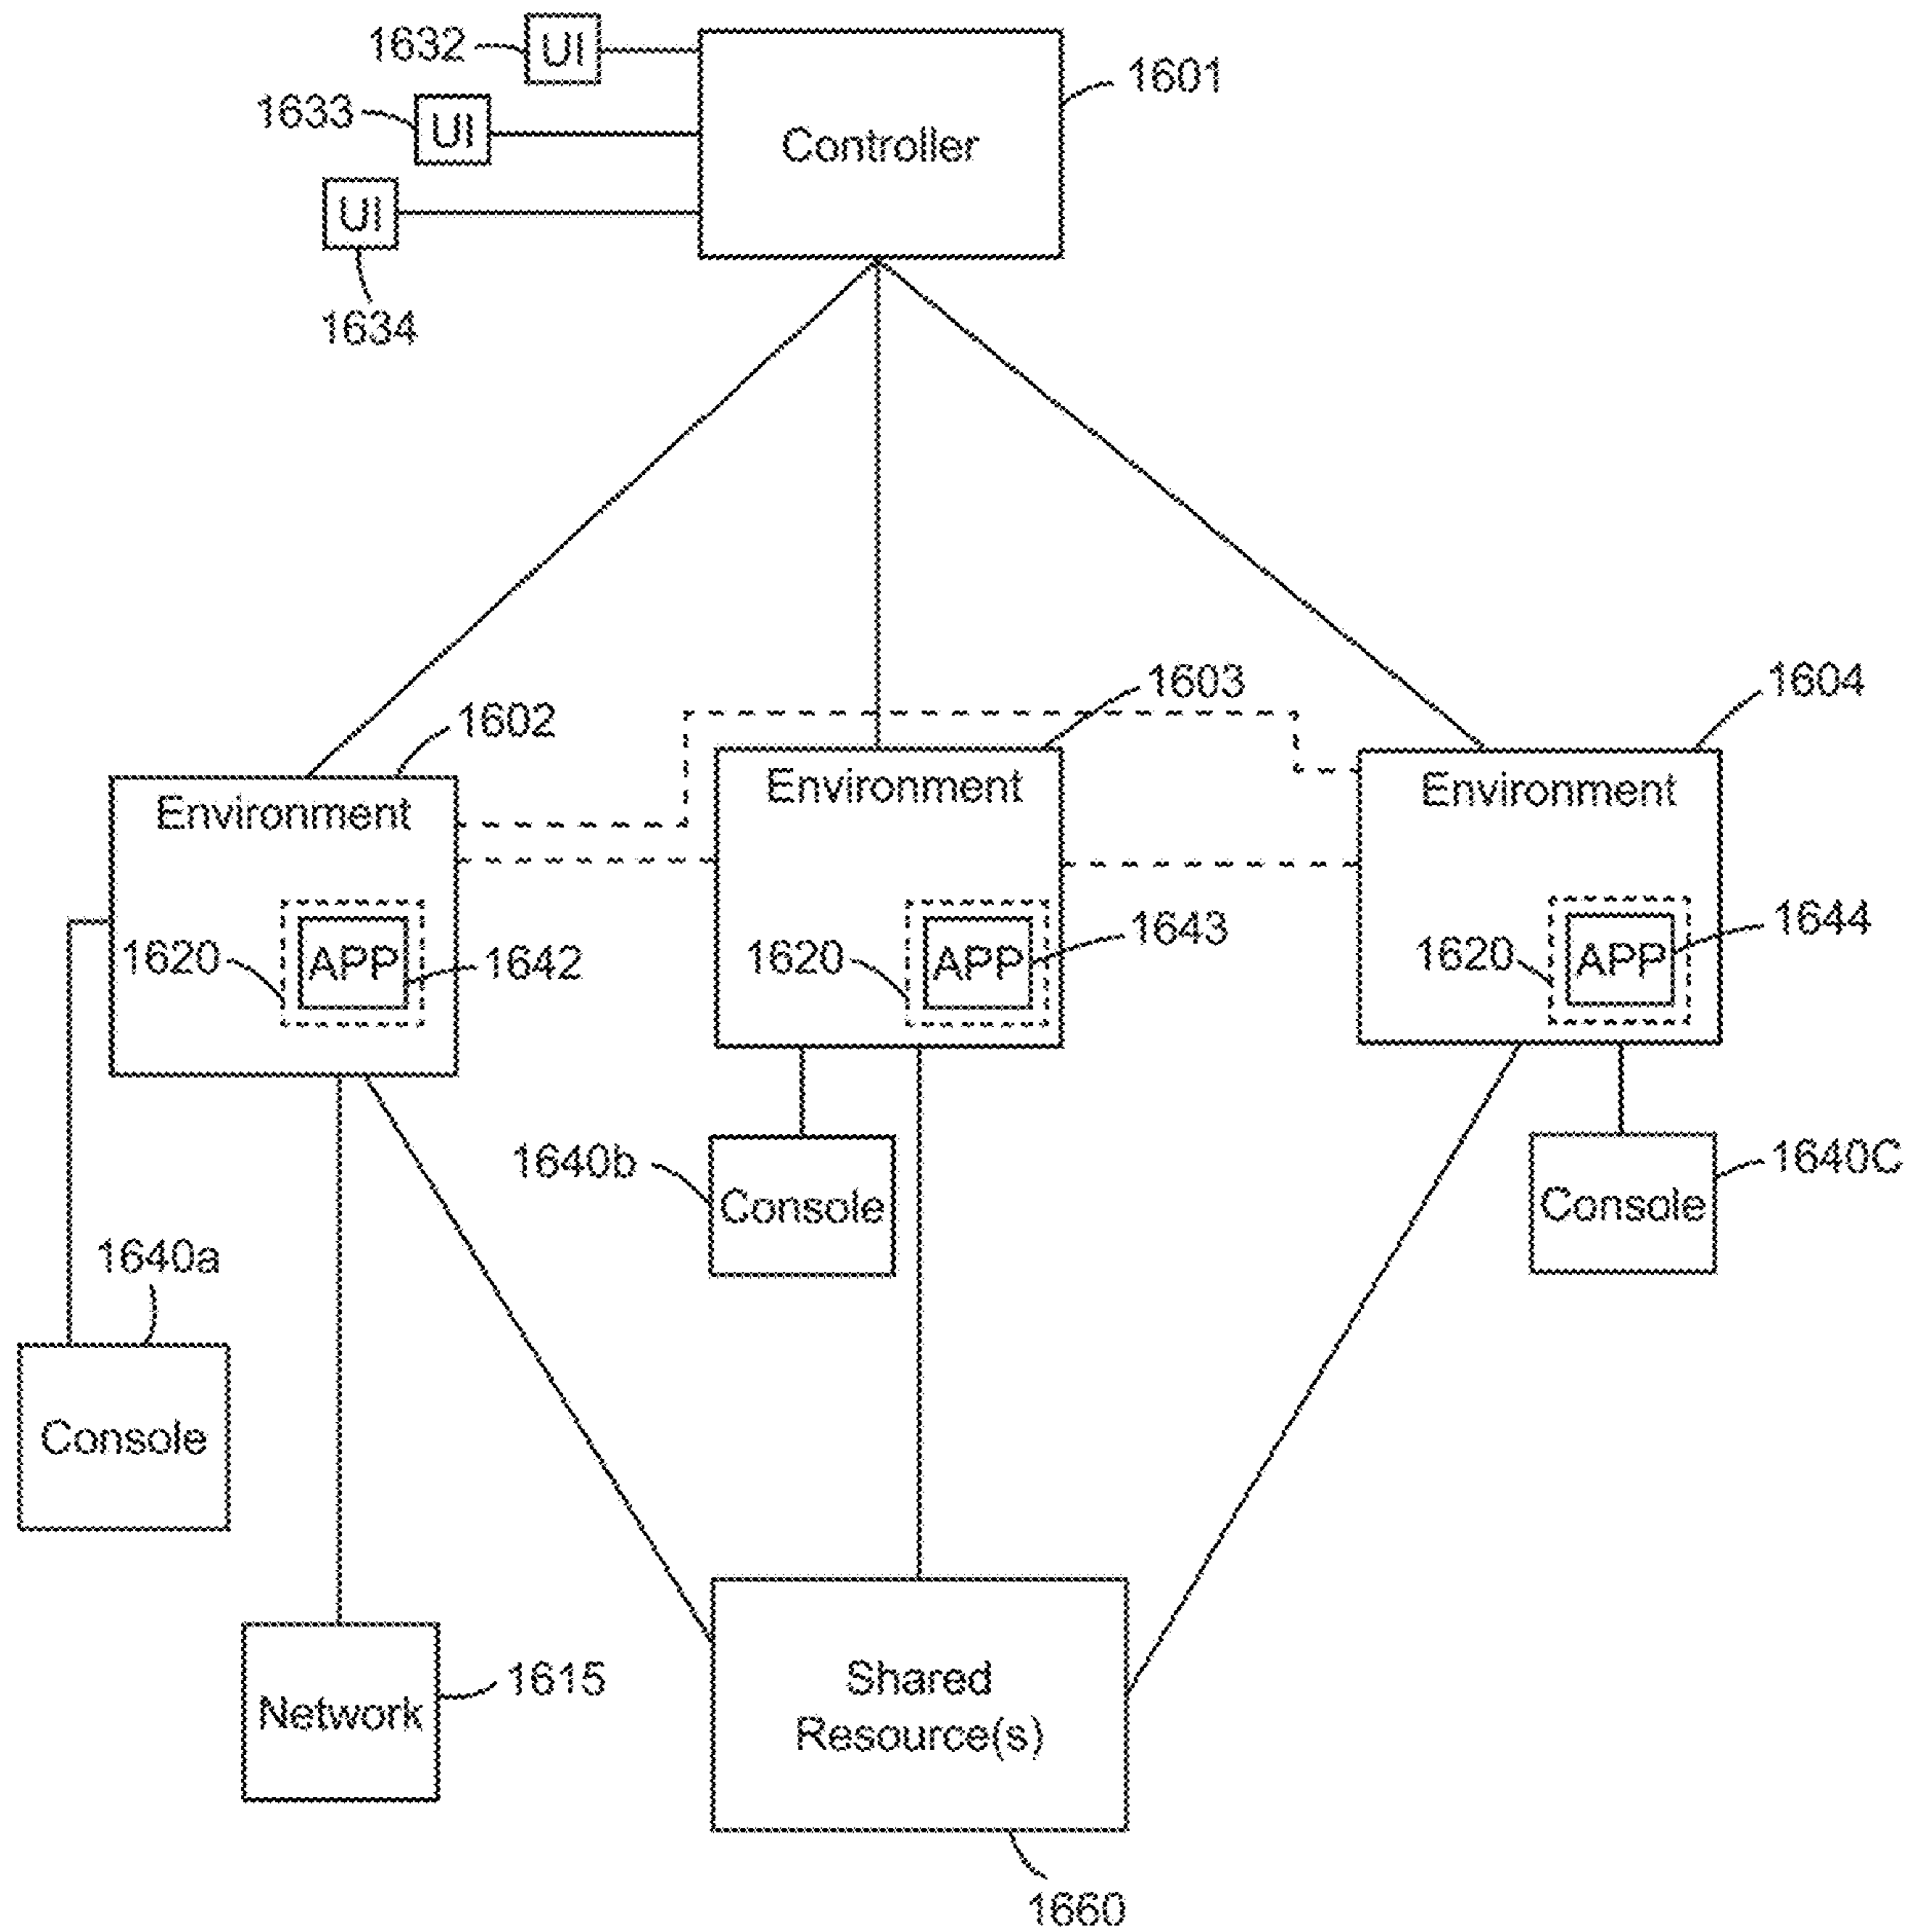 1632
UI
1601
1633
UI
Controller
UI
1634
1603
1604
1602
Environment
Environment
Environment
1620
APP
1642
1620
APP
1643
1620
APP
1644
1640b
Console
1640C
Console
1640a
Console
1615
Network
Shared
Resource(s)
1660